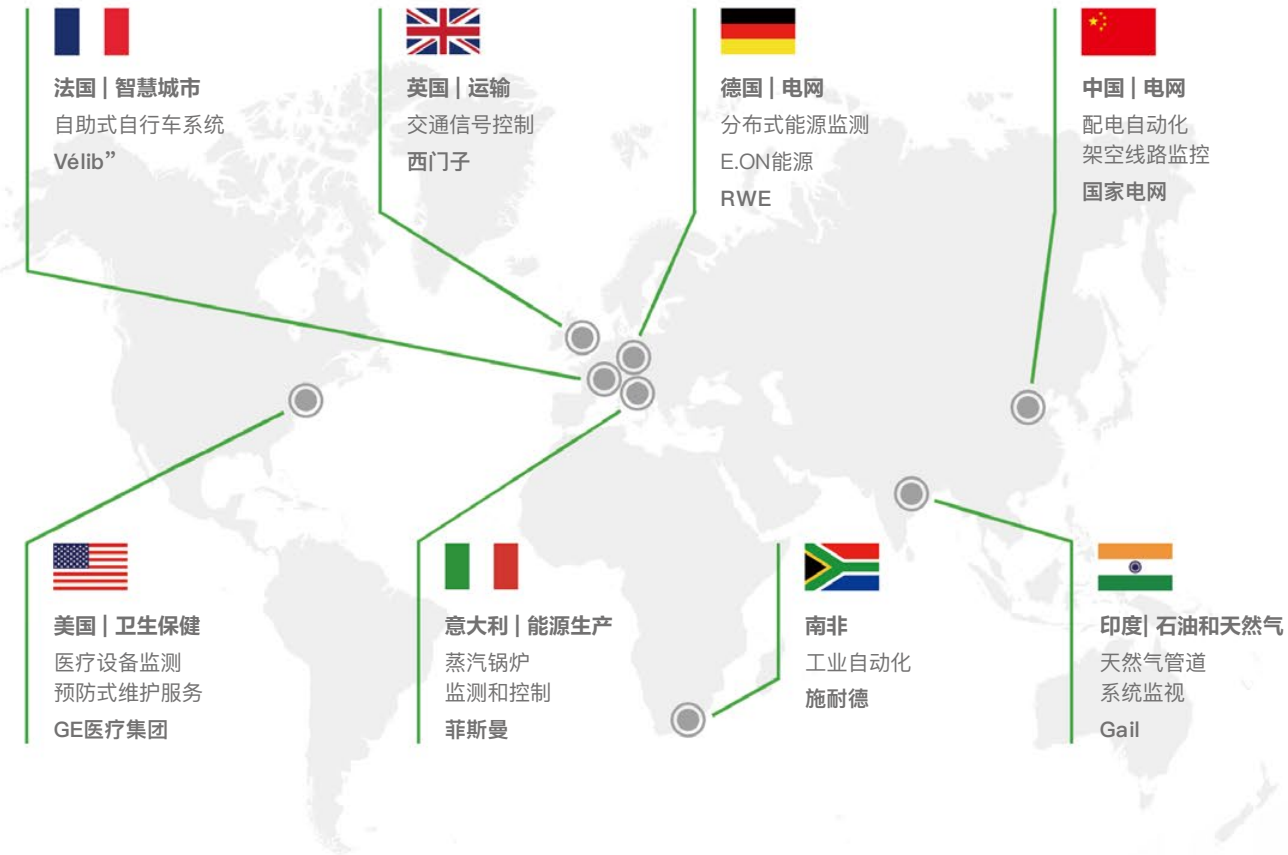 法国 | 智慧城市
自助式自行车系统
Vélib”
英国 | 运输
交通信号控制
西门子
德国 | 电网
分布式能源监测
E.ON能源
RWE
中国 | 电网
配电自动化
架空线路监控
国家电网
美国 | 卫生保健
医疗设备监测
预防式维护服务
GE医疗集团
意大利 | 能源生产
蒸汽锅炉
监测和控制
菲斯曼
南非
工业自动化
施耐德
印度| 石油和天然气
天然气管道
系统监视
Gail